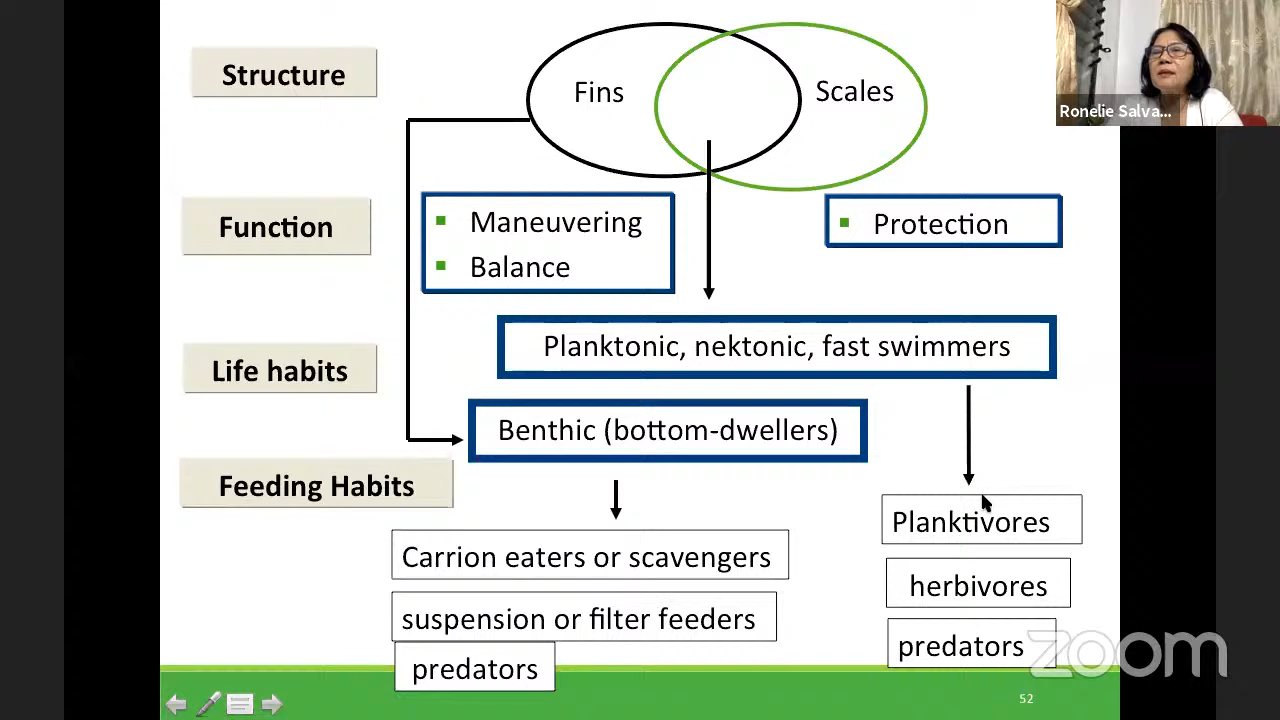 Structure
Fins
Scales
Ronelie Salva...
Function
Maneuvering
Balance
Protection
Planktonic, nektonic, fast swimmers
Life habits
Benthic (bottom-dwellers)
Feeding Habits
Planktivores
Carrion eaters or scavengers
herbivores
suspension or filter feeders
predators
predators
zoom
52